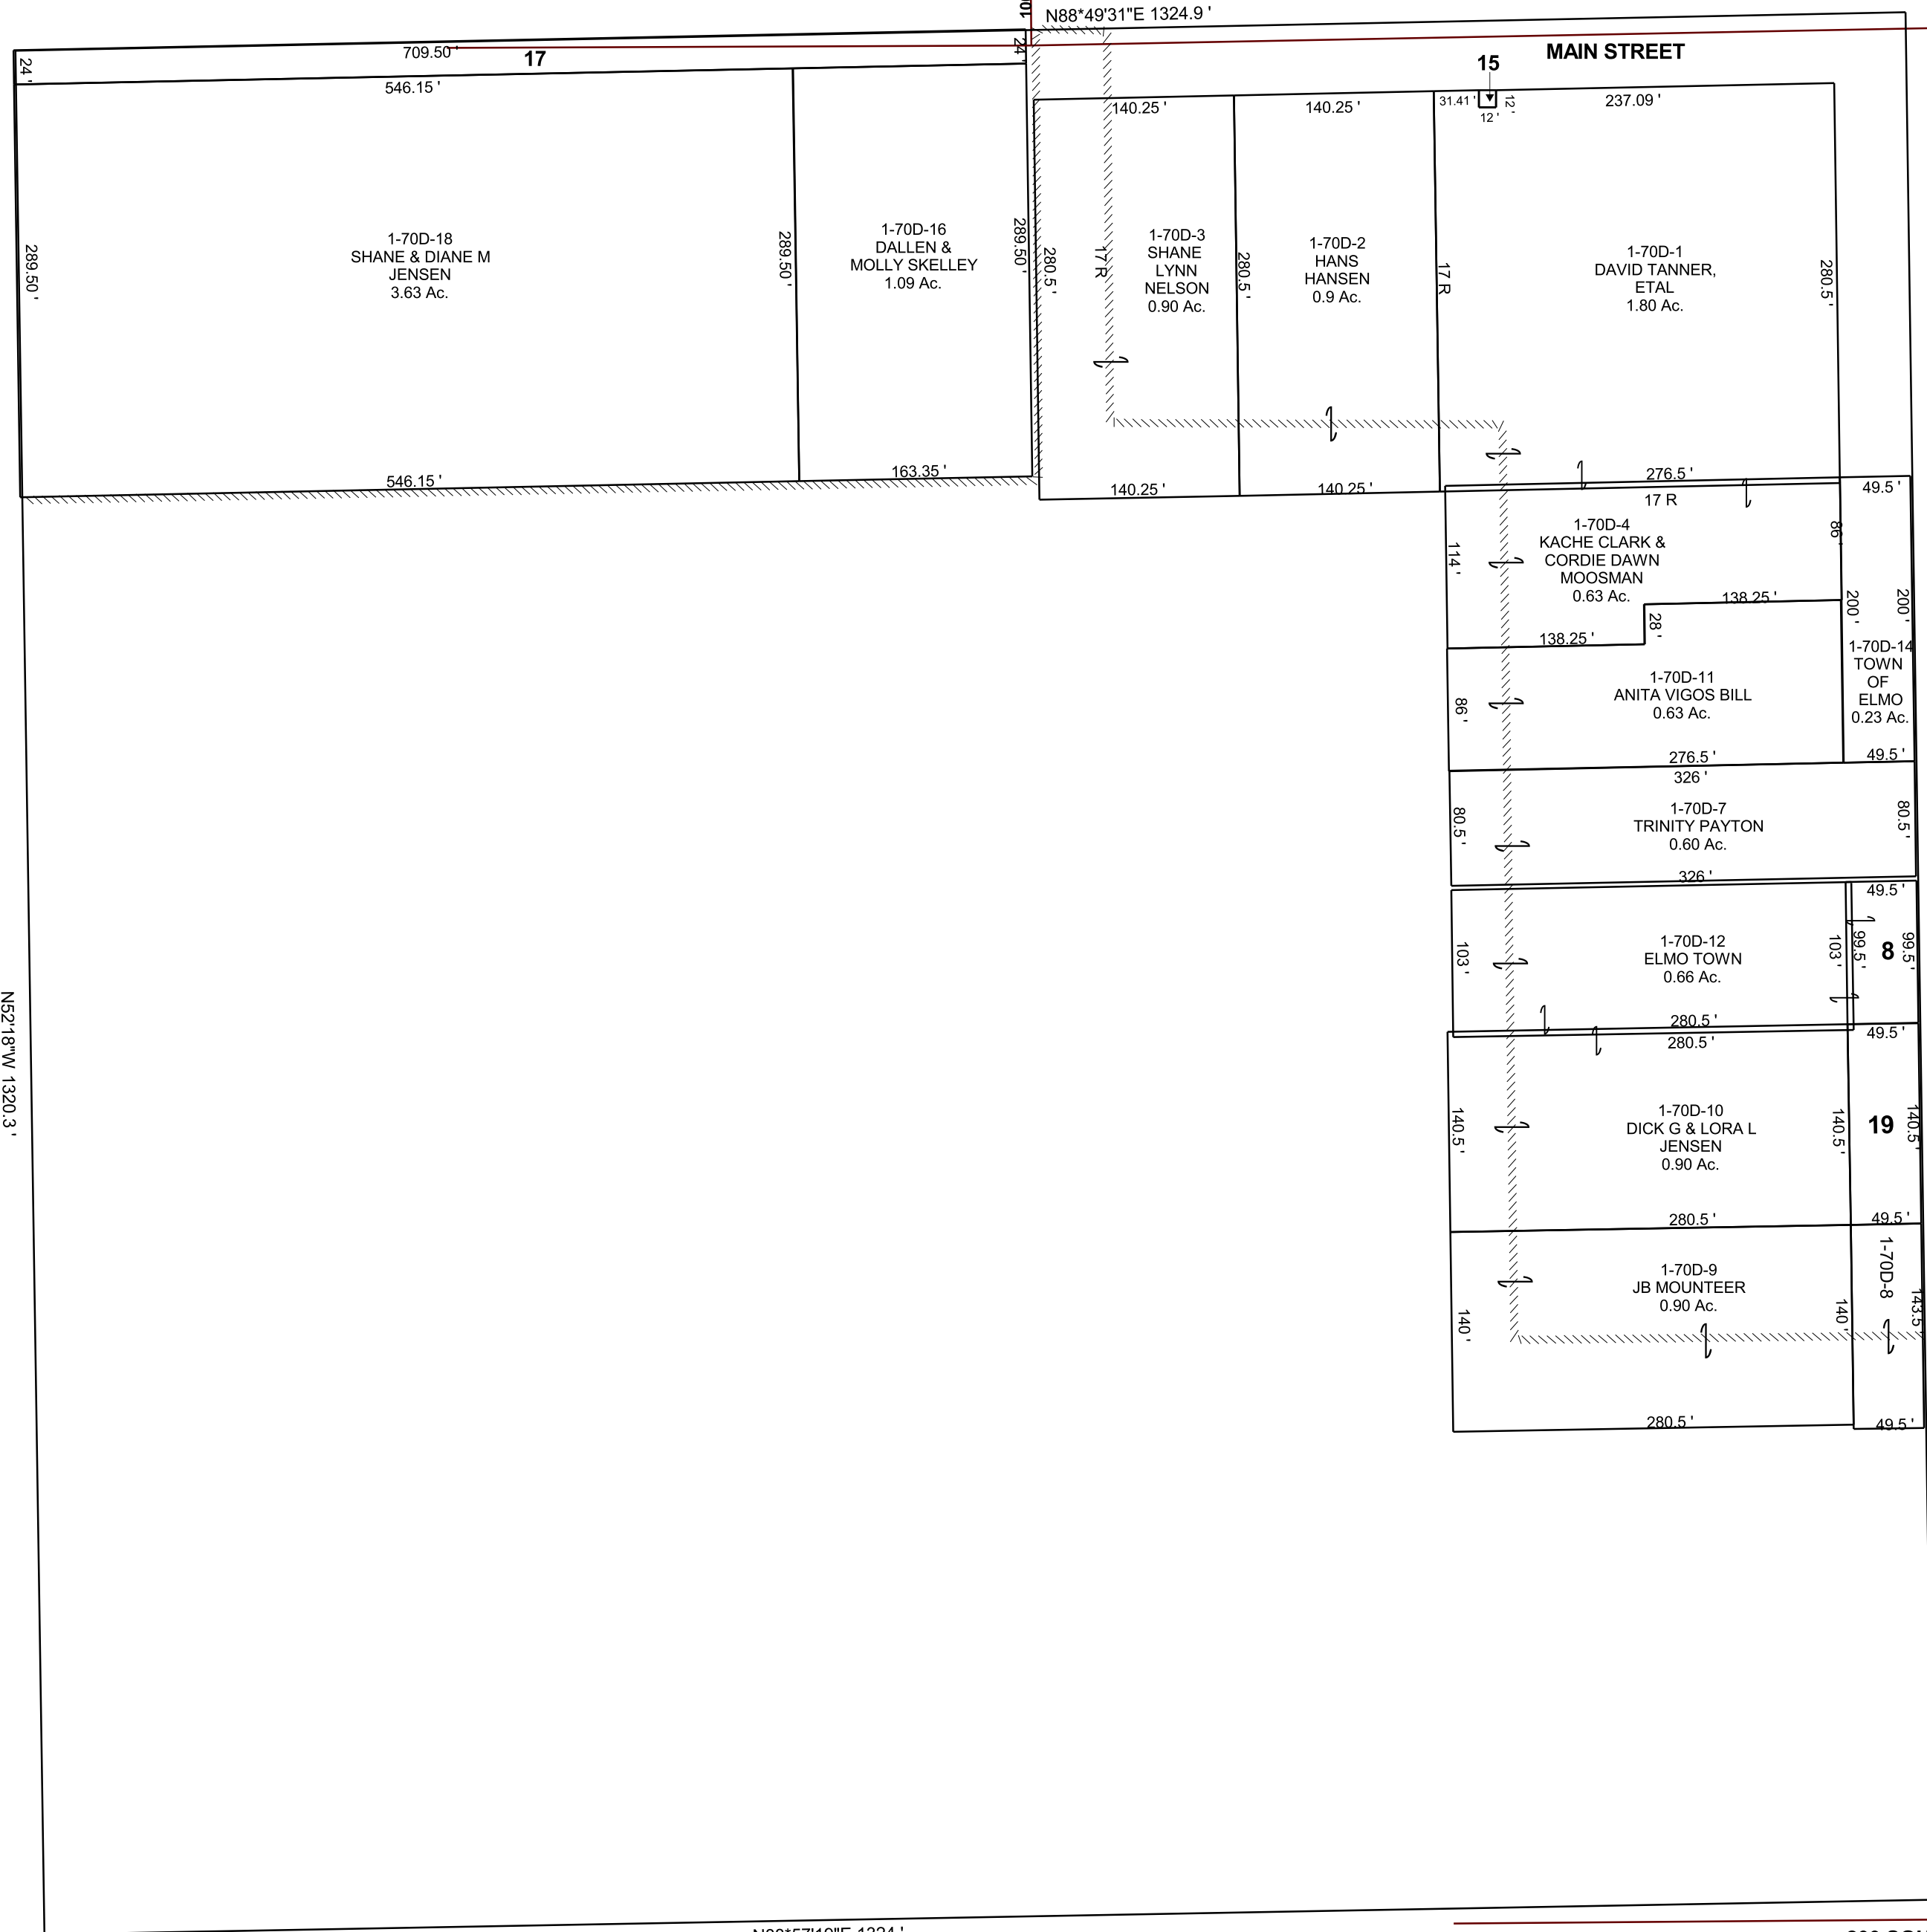 N88*49'31"E 1324.9 '
709.50 '
17
24 '
24 '
MAIN STREET
15
546.15 '
140.25 '
140.25 '
31.41 '
12 '
12 '
237.09 '
1-70D-18
SHANE & DIANE M
JENSEN
3.63 Ac.
289.50 '
289.50 '
1-70D-16
DALLEN &
MOLLY SKELLEY
1.09 Ac.
289.50 '
280.5 '
17 R
1-70D-3
SHANE
LYNN
NELSON
0.90 Ac.
280.5 '
1-70D-2
HANS
HANSEN
0.9 Ac.
17 R
1-70D-1
DAVID TANNER,
ETAL
1.80 Ac.
280.5 '
546.15 '
163.35 '
140.25 '
140.25 '
276.5 '
49.5 '
17 R
1-70D-4
KACHE CLARK &
CORDIE DAWN
MOOSMAN
0.63 Ac.
114 '
86 '
138.25 '
28 '
138.25 '
200 '
200 '
1-70D-14
TOWN
OF
ELMO
0.23 Ac.
1-70D-11
ANITA VIGOS BILL
0.63 Ac.
86 '
276.5 '
49.5 '
326 '
1-70D-7
TRINITY PAYTON
0.60 Ac.
80.5 '
80.5 '
326 '
49.5 '
1-70D-12
ELMO TOWN
0.66 Ac.
103 '
103 '
99.5 '
8
99.5 '
280.5 '
49.5 '
280.5 '
N52'18"W 1320.3 '
1-70D-10
DICK G & LORA L
JENSEN
0.90 Ac.
140.5 '
140.5 '
19
140.5 '
280.5 '
49.5 '
1-70D-9
JB MOUNTEER
0.90 Ac.
140 '
140 '
1-70D-8
143.5 '
280.5 '
49.5 '